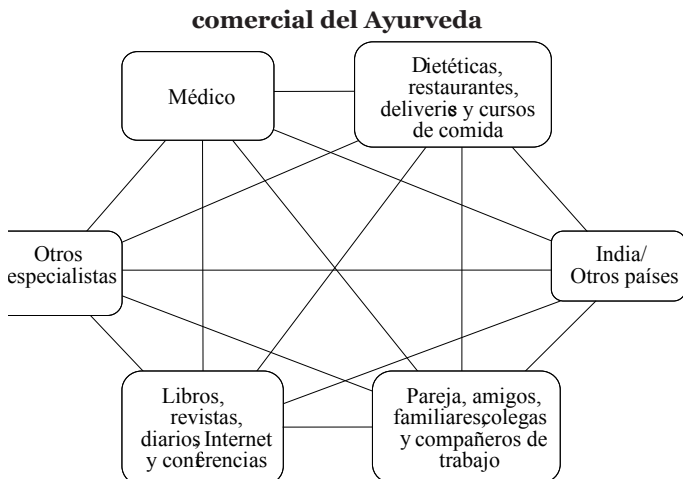 comercial del Ayurveda
Médico
Dietéticas,
restaurantes,
deliveries y cursos
de comida
Otros
especialistas
India/
Otros países
Libros,
revistas,
diarios, Internet
y conferencias
Pareja, amigos,
familiares, colegas
y compañeros de
trabajo